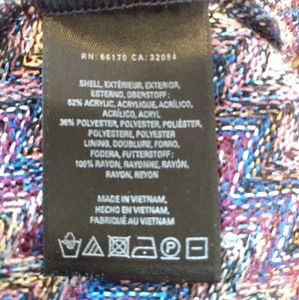 RN: 66170 CA: 32054
SHELL, EXTÉRIEUR, EXTERIOR,
ESTERNO, OBERSTOFF:
62% ACRYLIC, ACRYLIQUE, ACRÍLICO,
ACRILICO, ACRYL
38% POLYESTER, POLYESTER, POLIÉSTER,
POLIESTERE, POLYESTER
LINING, DOUBLURE, FORRO,
FODERA, FUTTERSTOFF:
100% RAYON, RAYONNE, RAYÓN,
RAYON, REYON
MADE IN VIETNAM
HECHO EN VIETNAM
FABRIQUÉ AU VIETNAM